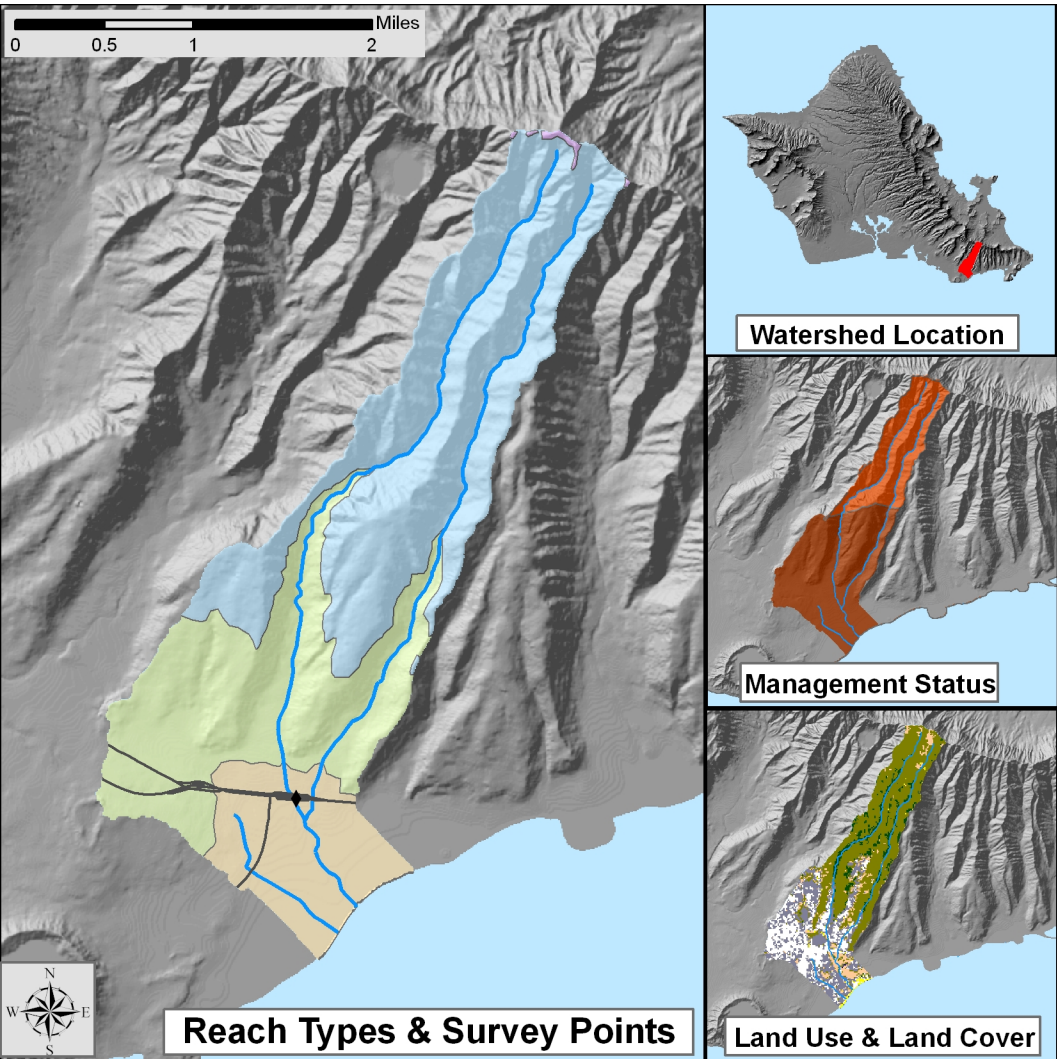 Miles
0 0.5 1 2
Watershed Location
Management Status
N
W E
S
Reach Types & Survey Points
Land Use & Land Cover